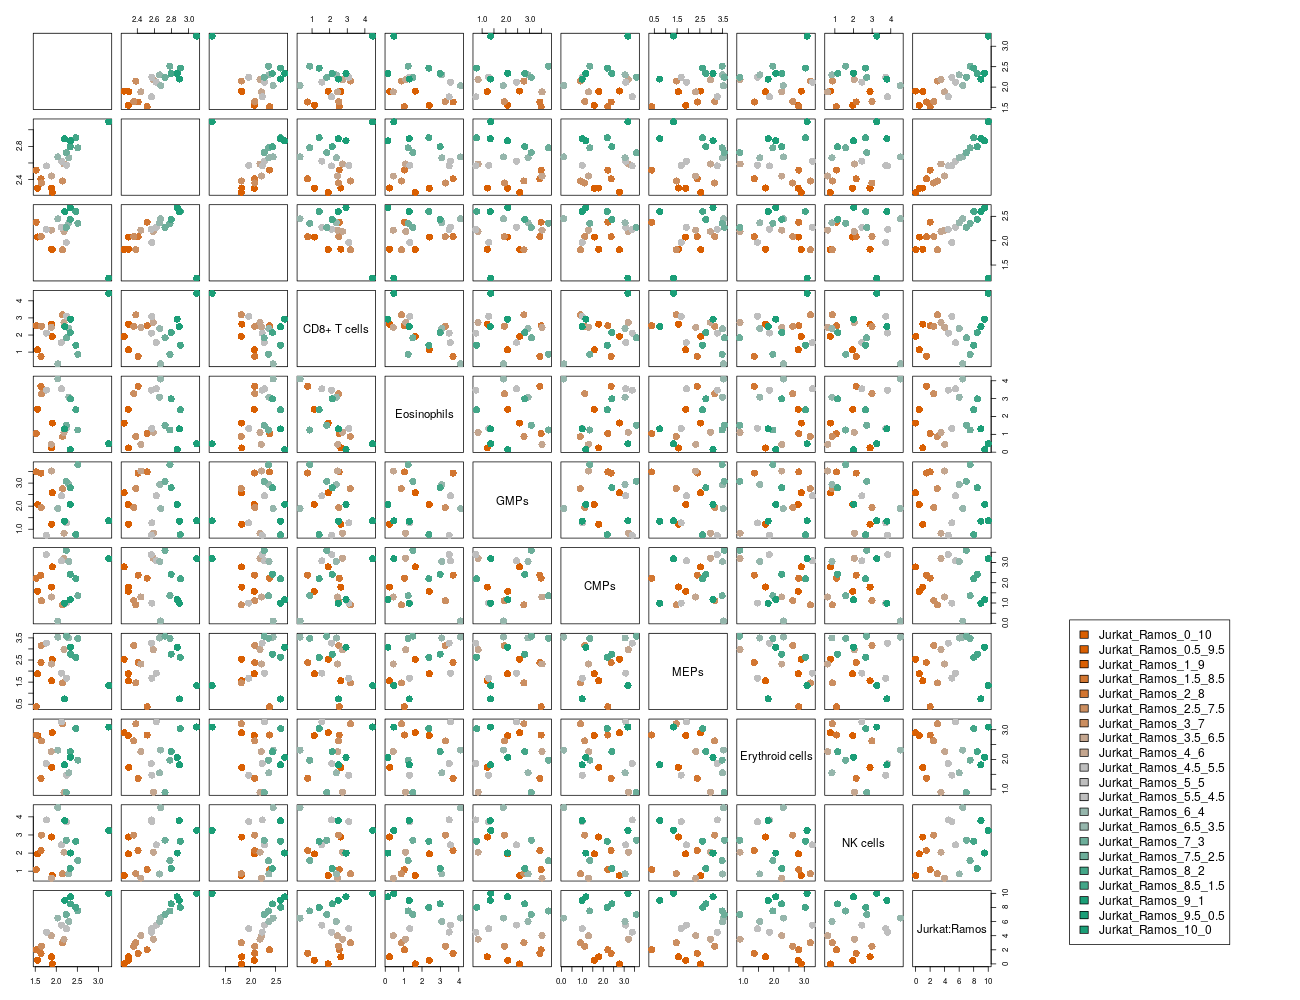 2.4 2.6 2.8 3.0
1 2 3 4
1.0 2.0 3.0
0.5 1.5 2.5 3.5
1 2 3 4
1.5 2.0 2.5 3.0
2.4 2.8
1.5 2.0 2.5
CD8+ T cells
1 2 3 4
Eosinophils
0 1 2 3 4
GMPs
1.0 2.0 3.0
CMPs
0.0 1.0 2.0 3.0
MEPs
0.5 1.5 2.5 3.5
Erythroid cells
1.0 2.0 3.0
NK cells
1 2 3 4
Jurkat:Ramos
0 2 4 6 8 10
1.5 2.0 2.5 3.0
1.5 2.0 2.5
0 1 2 3 4
0.0 1.0 2.0 3.0
1.0 2.0 3.0
0 2 4 6 8 10
Jurkat_Ramos_0_10
Jurkat_Ramos_0.5_9.5
Jurkat_Ramos_1_9
Jurkat_Ramos_1.5_8.5
Jurkat_Ramos_2_8
Jurkat_Ramos_2.5_7.5
Jurkat_Ramos_3_7
Jurkat_Ramos_3.5_6.5
Jurkat_Ramos_4_6
Jurkat_Ramos_4.5_5.5
Jurkat_Ramos_5_5
Jurkat_Ramos_5.5_4.5
Jurkat_Ramos_6_4
Jurkat_Ramos_6.5_3.5
Jurkat_Ramos_7_3
Jurkat_Ramos_7.5_2.5
Jurkat_Ramos_8_2
Jurkat_Ramos_8.5_1.5
Jurkat_Ramos_9_1
Jurkat_Ramos_9.5_0.5
Jurkat_Ramos_10_0